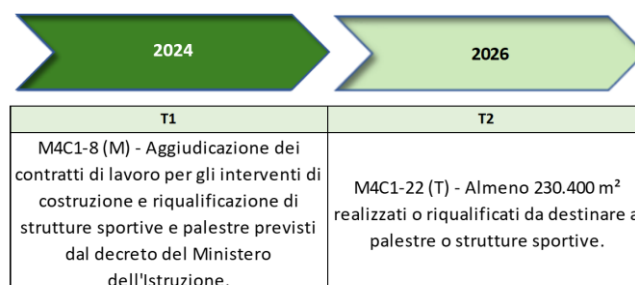 2024
2026
T1
T2
M4C1-8 (M) - Aggiudicazione dei
contratti di lavoro per gli interventi di
costruzione e riqualificazione di
strutture sportive e palestre previsti
dal decreto del Ministero
dell'Istruzione.
M4C1-22 (T) - Almeno 230.400 m²
realizzati o riqualificati da destinare a
palestre o strutture sportive.